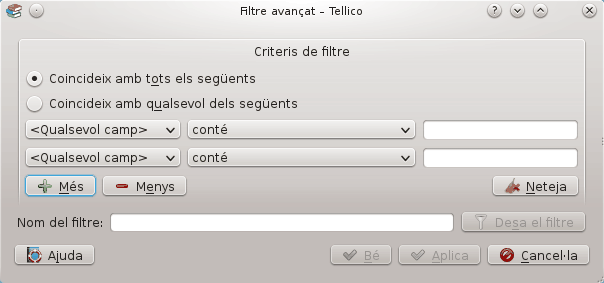 Filtre avançat – Tellico
Criteris de filtre
Coincideix amb tots els següents
Coincideix amb qualsevol dels següents
<Qualsevol camp> conté
<Qualsevol camp> conté
Més Menys Neteja
Nom del filtre: Desa el filtre
Ajuda Bé Aplica Cancel·la